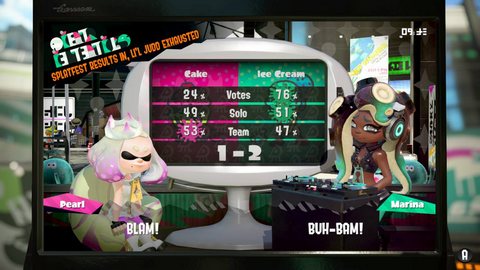 SPLATFEST RESULTS IN, LI'L JUDD EXHAUSTED
Cake Ice Cream
24% Votes 76%
49% Solo 51%
53% Team 47%
1-2
Pearl
Marina
BLAM!
BUH-BAM!
A